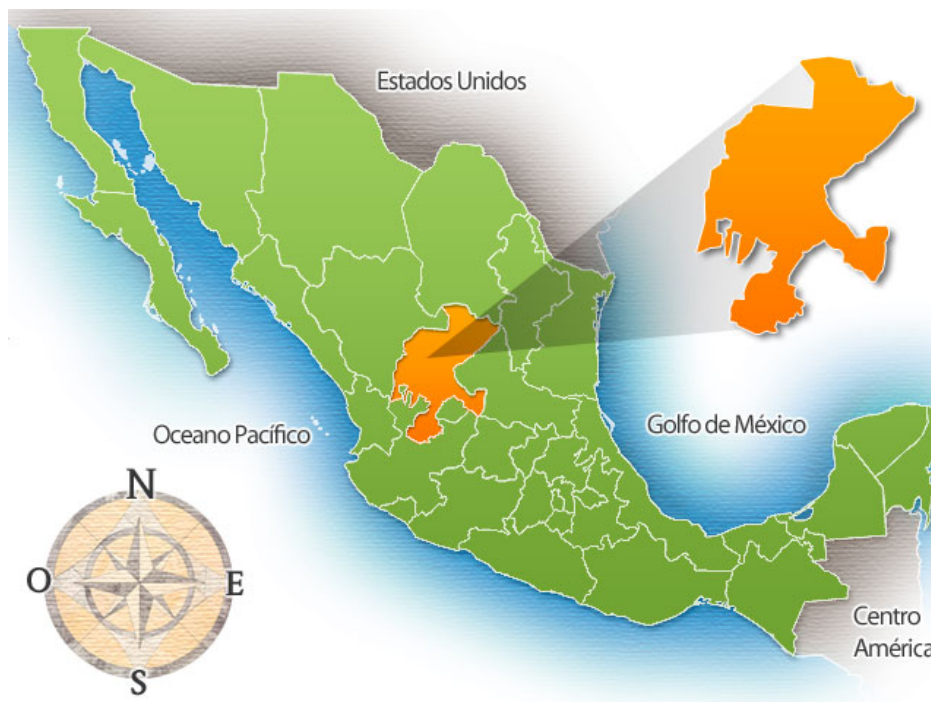 Estados Unidos
Golfo de México
Oceano Pacífico
N
O
E
S
Centro
América